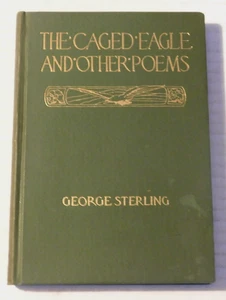 THE·CAGED·EAGLE
AND·OTHER·POEMS
GEORGE STERLING